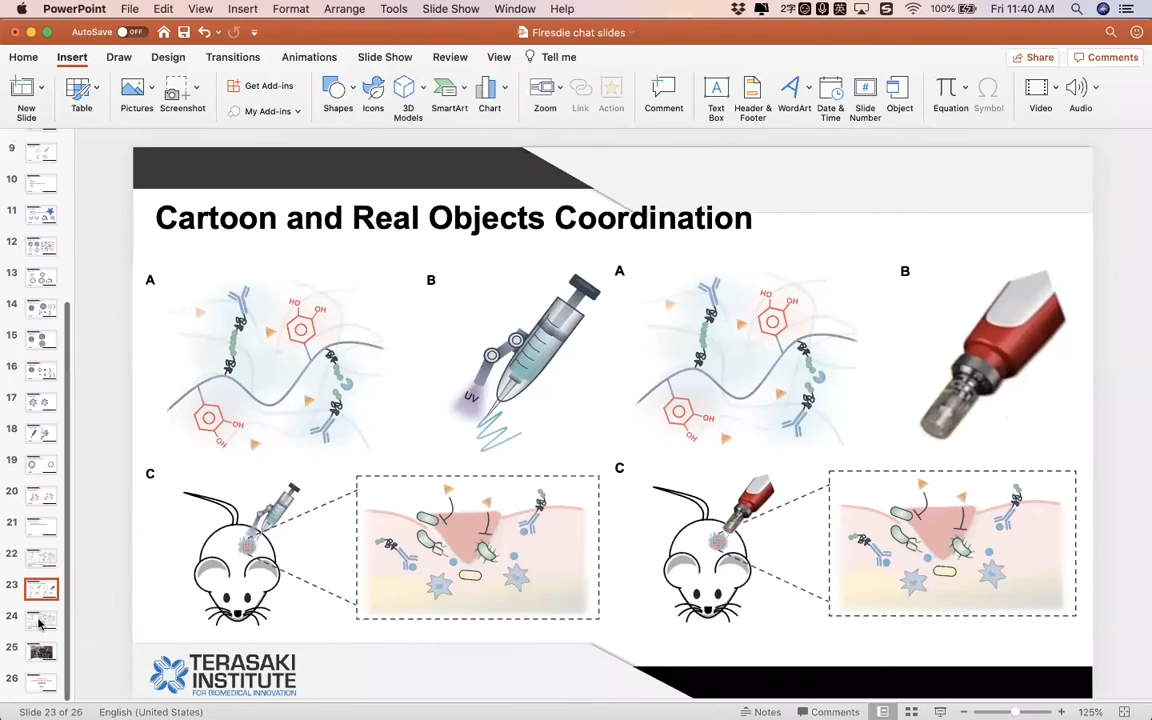 PowerPoint File Edit View Insert Format Arrange Tools Slide Show Window Help 2字 英 100% Fri 11:40 AM
AutoSave OFF Firesdie chat slides
Home Insert Draw Design Transitions Animations Slide Show Review View Tell me Share Comments
New Slide Table Pictures Screenshot Get Add-ins My Add-ins Shapes Icons 3D Models SmartArt Chart Zoom Link Action Comment Text Box Header & Footer WordArt Date & Time Slide Number Object Equation Symbol Video Audio
9
10
11
12
13
14
15
16
17
18
19
20
21
22
23
24
25
26
Cartoon and Real Objects Coordination
A B A B
HO OH
OH
OH
UV
HO OH
OH
OH
C C
TERASAKI
INSTITUTE
FOR BIOMEDICAL INNOVATION
Slide 23 of 26 English (United States) Notes Comments 125%